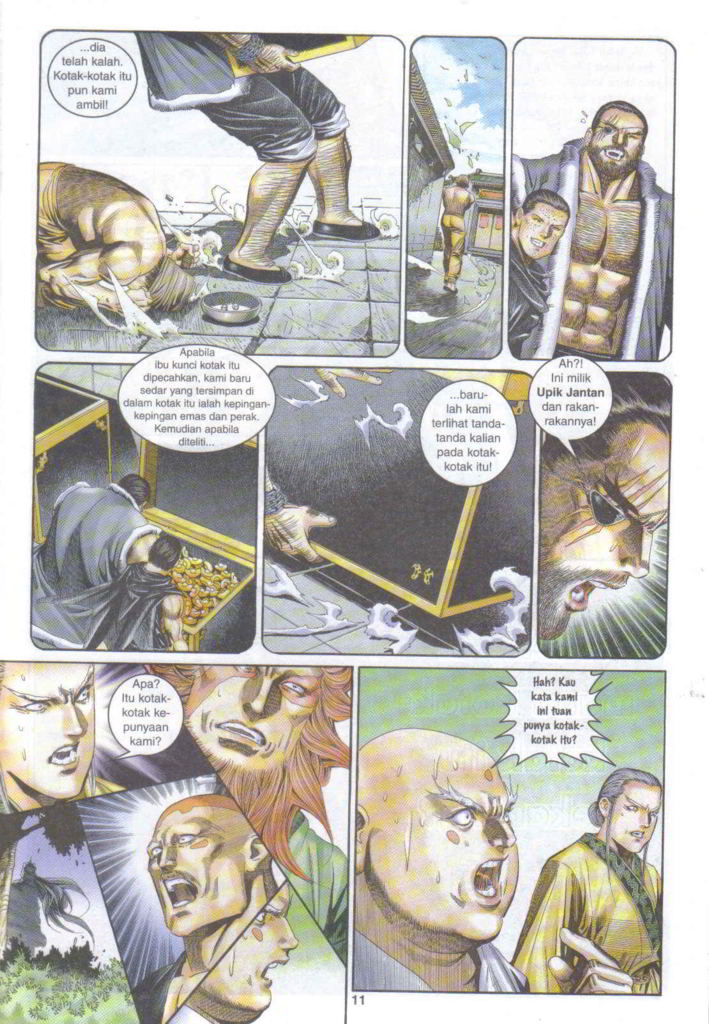 ...dia
telah kalah.
Kotak-kotak itu
pun kami
ambil!
Apabila
ibu kunci kotak itu
dipecahkan, kami baru
sedar yang tersimpan di
dalam kotak itu ialah kepingan-
kepingan emas dan perak.
Kemudian apabila
diteliti...
...baru-
lah kami
terlihat tanda-
tanda kalian
pada kotak-
kotak itu!
Ah?!
Ini milik
Upik Jantan
dan rakan-
rakannya!
Apa?
Itu kotak-
kotak ke-
punyaan
kami?
Hah? Kau
kata kami
ini tuan
punya kotak-
kotak itu?
11